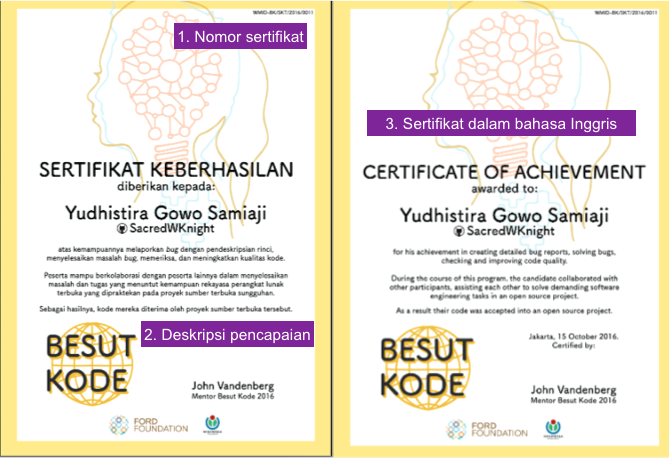 WMID-BK/SKT/2016/0011
1. Nomor sertifikat
SERTIFIKAT KEBERHASILAN
diberikan kepada:
Yudhistira Gowo Samiaji
SacredWKnight
atas kemampuannya melaporkan bug dengan pendeskripsian rinci,
menyelesaikan masalah bug, memeriksa, dan meningkatkan kualitas kode.
Peserta mampu berkolaborasi dengan peserta lainnya dalam menyelesaikan
masalah dan tugas yang menuntut kemampuan rekayasa perangkat lunak
terbuka yang dipraktekan pada proyek sumber terbuka sungguhan.
Sebagai hasilnya, kode mereka diterima oleh proyek sumber terbuka tersebut.
2. Deskripsi pencapaian
BESUT
KODE
John Vandenberg
Mentor Besut Kode 2016
FORD
FOUNDATION
WMID-BK/SKT/2016/0011
3. Sertifikat dalam bahasa Inggris
CERTIFICATE OF ACHIEVEMENT
awarded to:
Yudhistira Gowo Samiaji
SacredWKnight
for his achievement in creating detailed bug reports, solving bugs,
checking and improving code quality.
During the course of this program, the candidate collaborated with
other participants, assisting each other to solve demanding software
engineering tasks in an open source project.
As a result their code was accepted into an open source project.
Jakarta, 15 October 2016.
Certified by:
BESUT
KODE
John Vandenberg
Mentor Besut Kode 2016
FORD
FOUNDATION